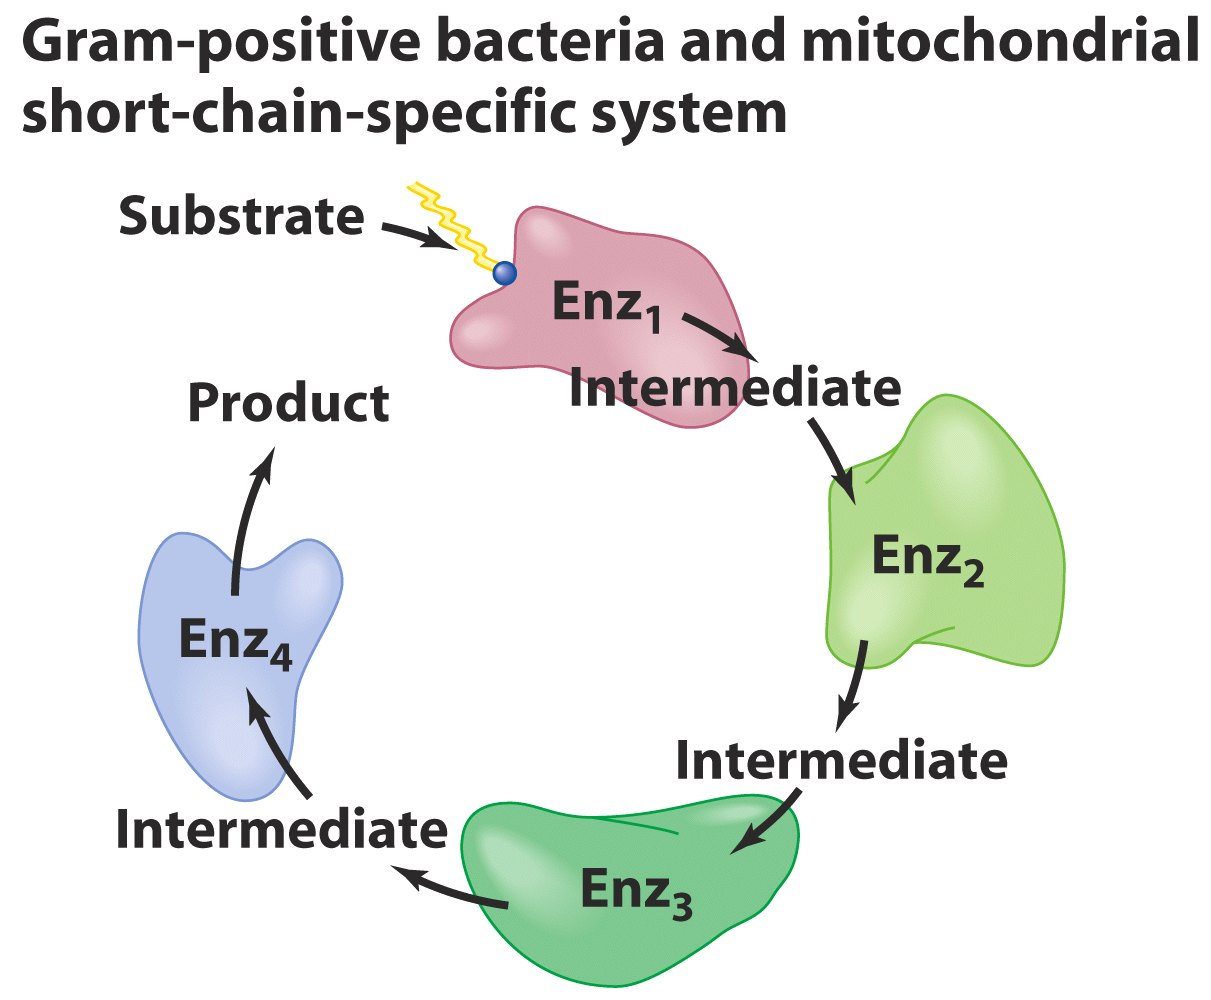 Gram-positive bacteria and mitochondrial
short-chain-specific system
Substrate
Enz₁
Intermediate
Product
Enz₂
Enz₄
Intermediate
Intermediate
Enz₃